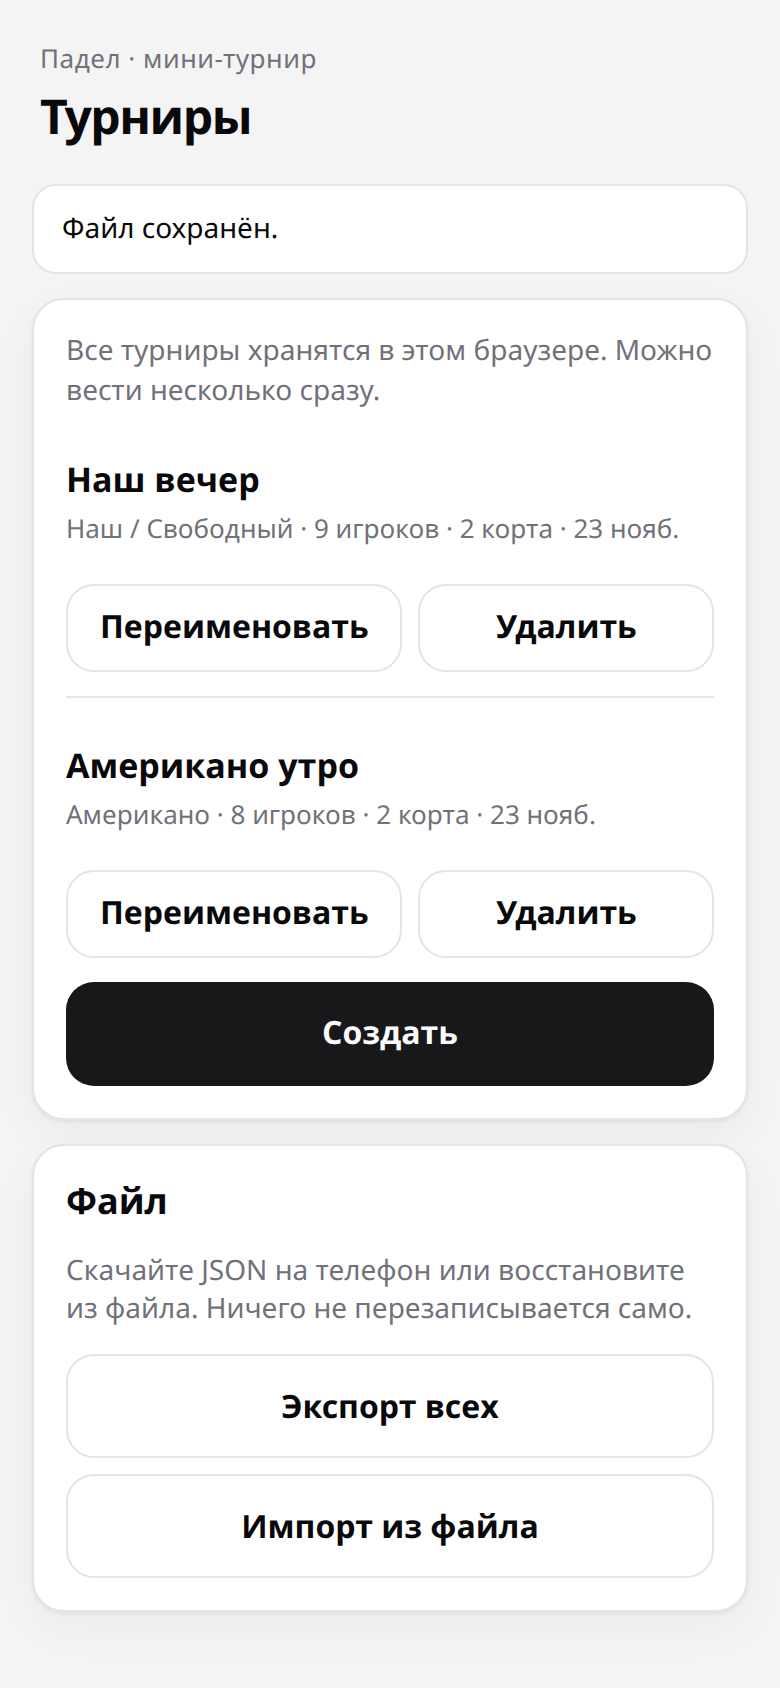 Падел · мини-турнир
Турниры
Файл сохранён.
Все турниры хранятся в этом браузере. Можно
вести несколько сразу.
Наш вечер
Наш / Свободный · 9 игроков · 2 корта · 23 нояб.
Переименовать
Удалить
Американо утро
Американо · 8 игроков · 2 корта · 23 нояб.
Переименовать
Удалить
Создать
Файл
Скачайте JSON на телефон или восстановите
из файла. Ничего не перезаписывается само.
Экспорт всех
Импорт из файла